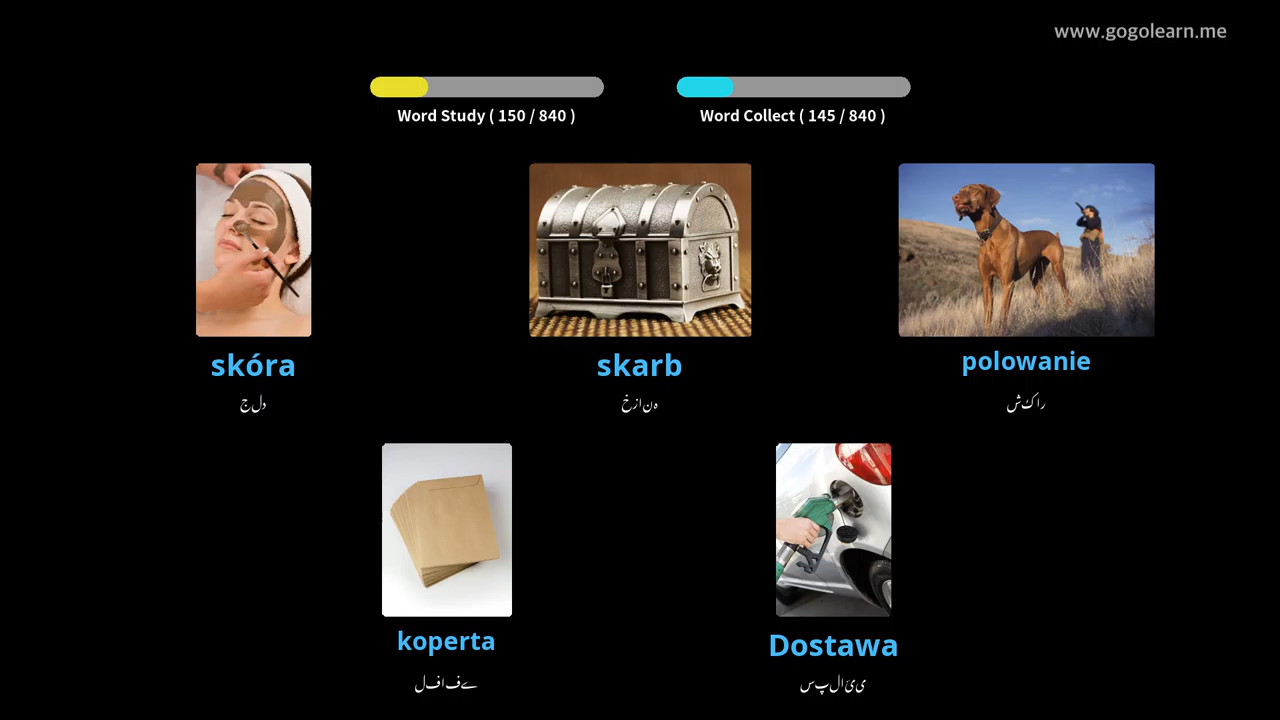 www.gogolearn.me
Word Study ( 150 / 840 )
Word Collect ( 145 / 840 )
skóra
skarb
polowanie
جلد
خزانہ
شکار
koperta
Dostawa
لفافے
سپلائی